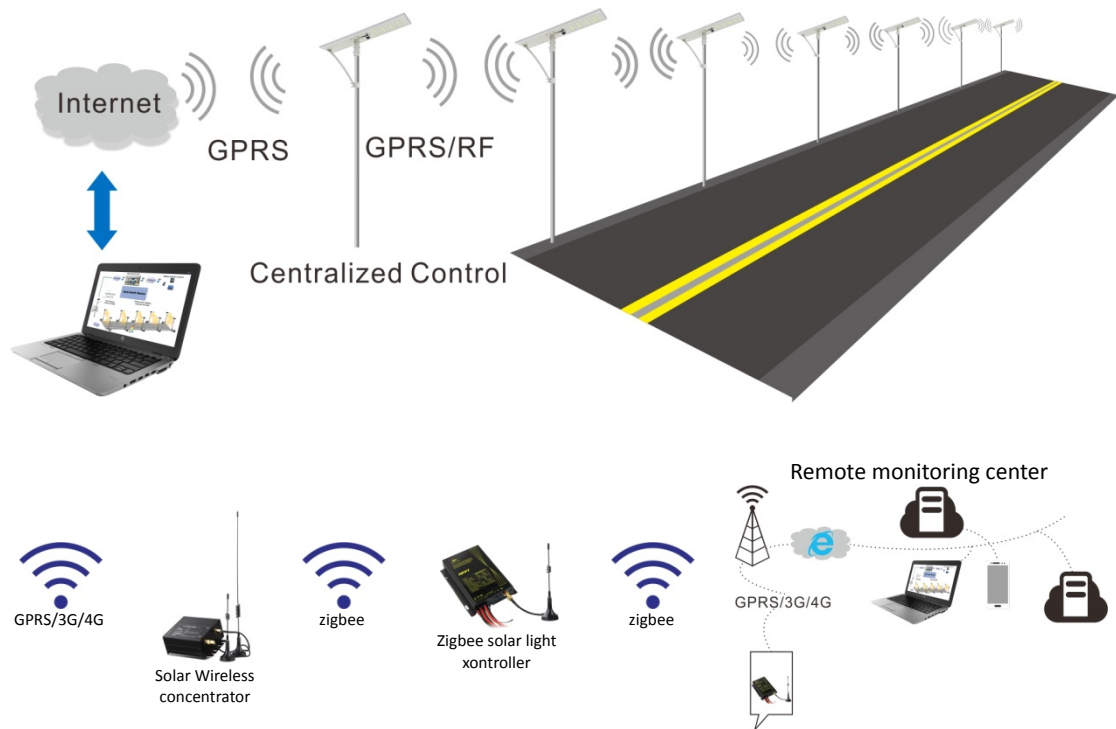 Internet
GPRS
GPRS/RF
Centralized Control
Remote monitoring center
GPRS/3G/4G
Solar Wireless
concentrator
zigbee
Zigbee solar light
xontroller
zigbee
GPRS/3G/4G